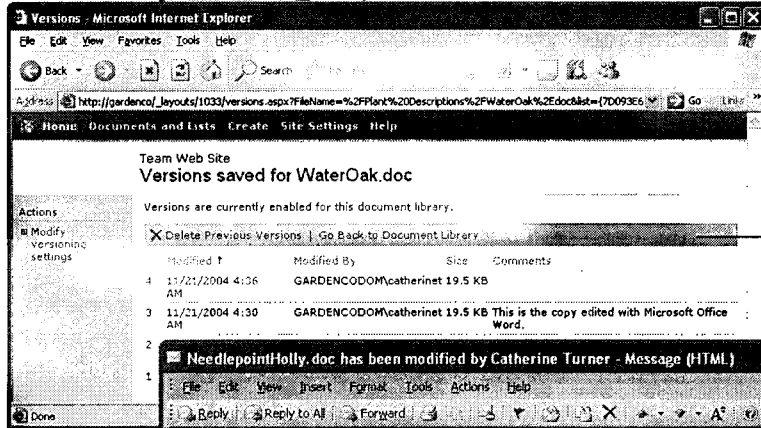 Versions - Microsoft Internet Explorer
File Edit View Favorites Tools Help
Back Search
Address http://gardenco/_layouts/1033/versions.aspx?FileName=%2FPlant%20Descriptions%2FWaterOak%2Edoc&list={7D093E6 Go Links »
Home Documents and Lists Create Site Settings Help
Team Web Site
Versions saved for WaterOak.doc
Actions
Modify versioning settings
Versions are currently enabled for this document library.
Delete Previous Versions | Go Back to Document Library
Modified Modified By Size Comments
4 11/21/2004 4:36 AM GARDENCODOM\catherinet 19.5 KB
3 11/21/2004 4:30 AM GARDENCODOM\catherinet 19.5 KB This is the copy edited with Microsoft Office Word.
2
1
NeedlepointHolly.doc has been modified by Catherine Turner - Message (HTML)
File Edit View Insert Format Tools Actions Help
Reply Reply to All Forward
Done